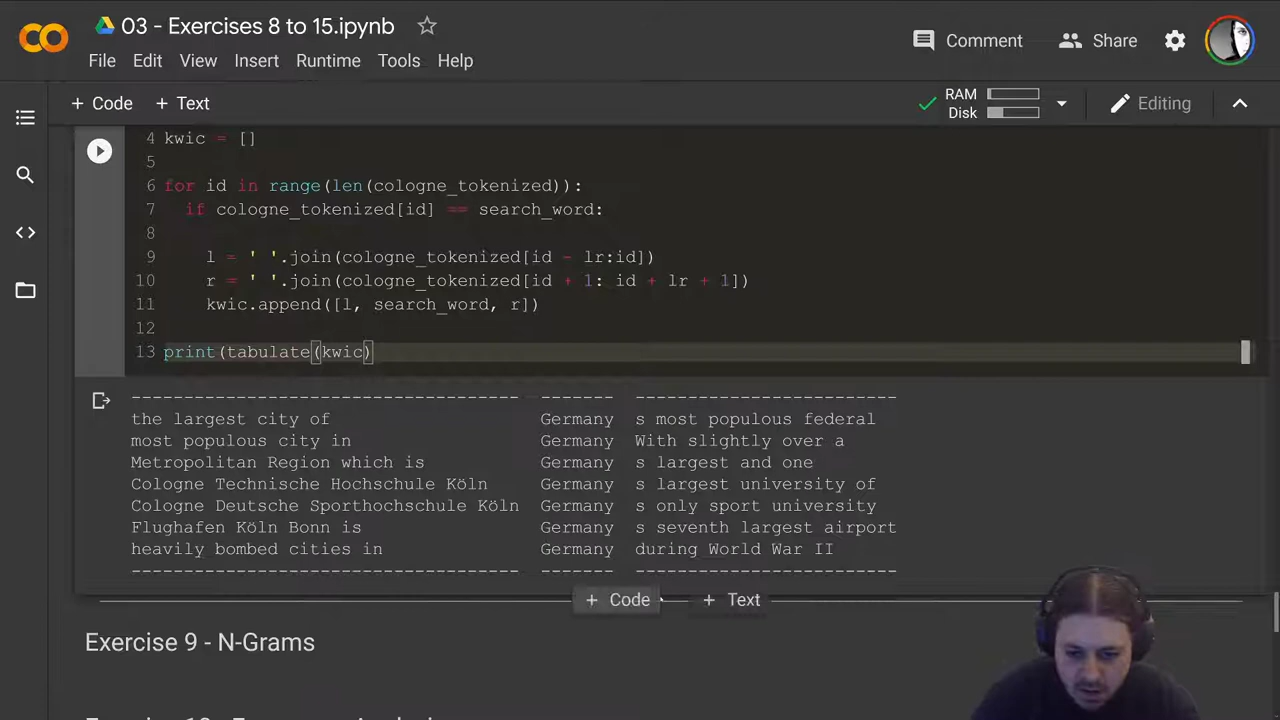 03 - Exercises 8 to 15.ipynb
Comment
Share
File Edit View Insert Runtime Tools Help
+ Code + Text
RAM
Disk
Editing
4 kwic = []
5
6 for id in range(len(cologne_tokenized)):
7 if cologne_tokenized[id] == search_word:
8
9 l = ' '.join(cologne_tokenized[id - lr:id])
10 r = ' '.join(cologne_tokenized[id + 1: id + lr + 1])
11 kwic.append([l, search_word, r])
12
13 print(tabulate(kwic)
------------------------------------- ------- -------------------------
the largest city of Germany s most populous federal
most populous city in Germany With slightly over a
Metropolitan Region which is Germany s largest and one
Cologne Technische Hochschule Köln Germany s largest university of
Cologne Deutsche Sporthochschule Köln Germany s only sport university
Flughafen Köln Bonn is Germany s seventh largest airport
heavily bombed cities in Germany during World War II
------------------------------------- ------- -------------------------
+ Code + Text
Exercise 9 - N-Grams